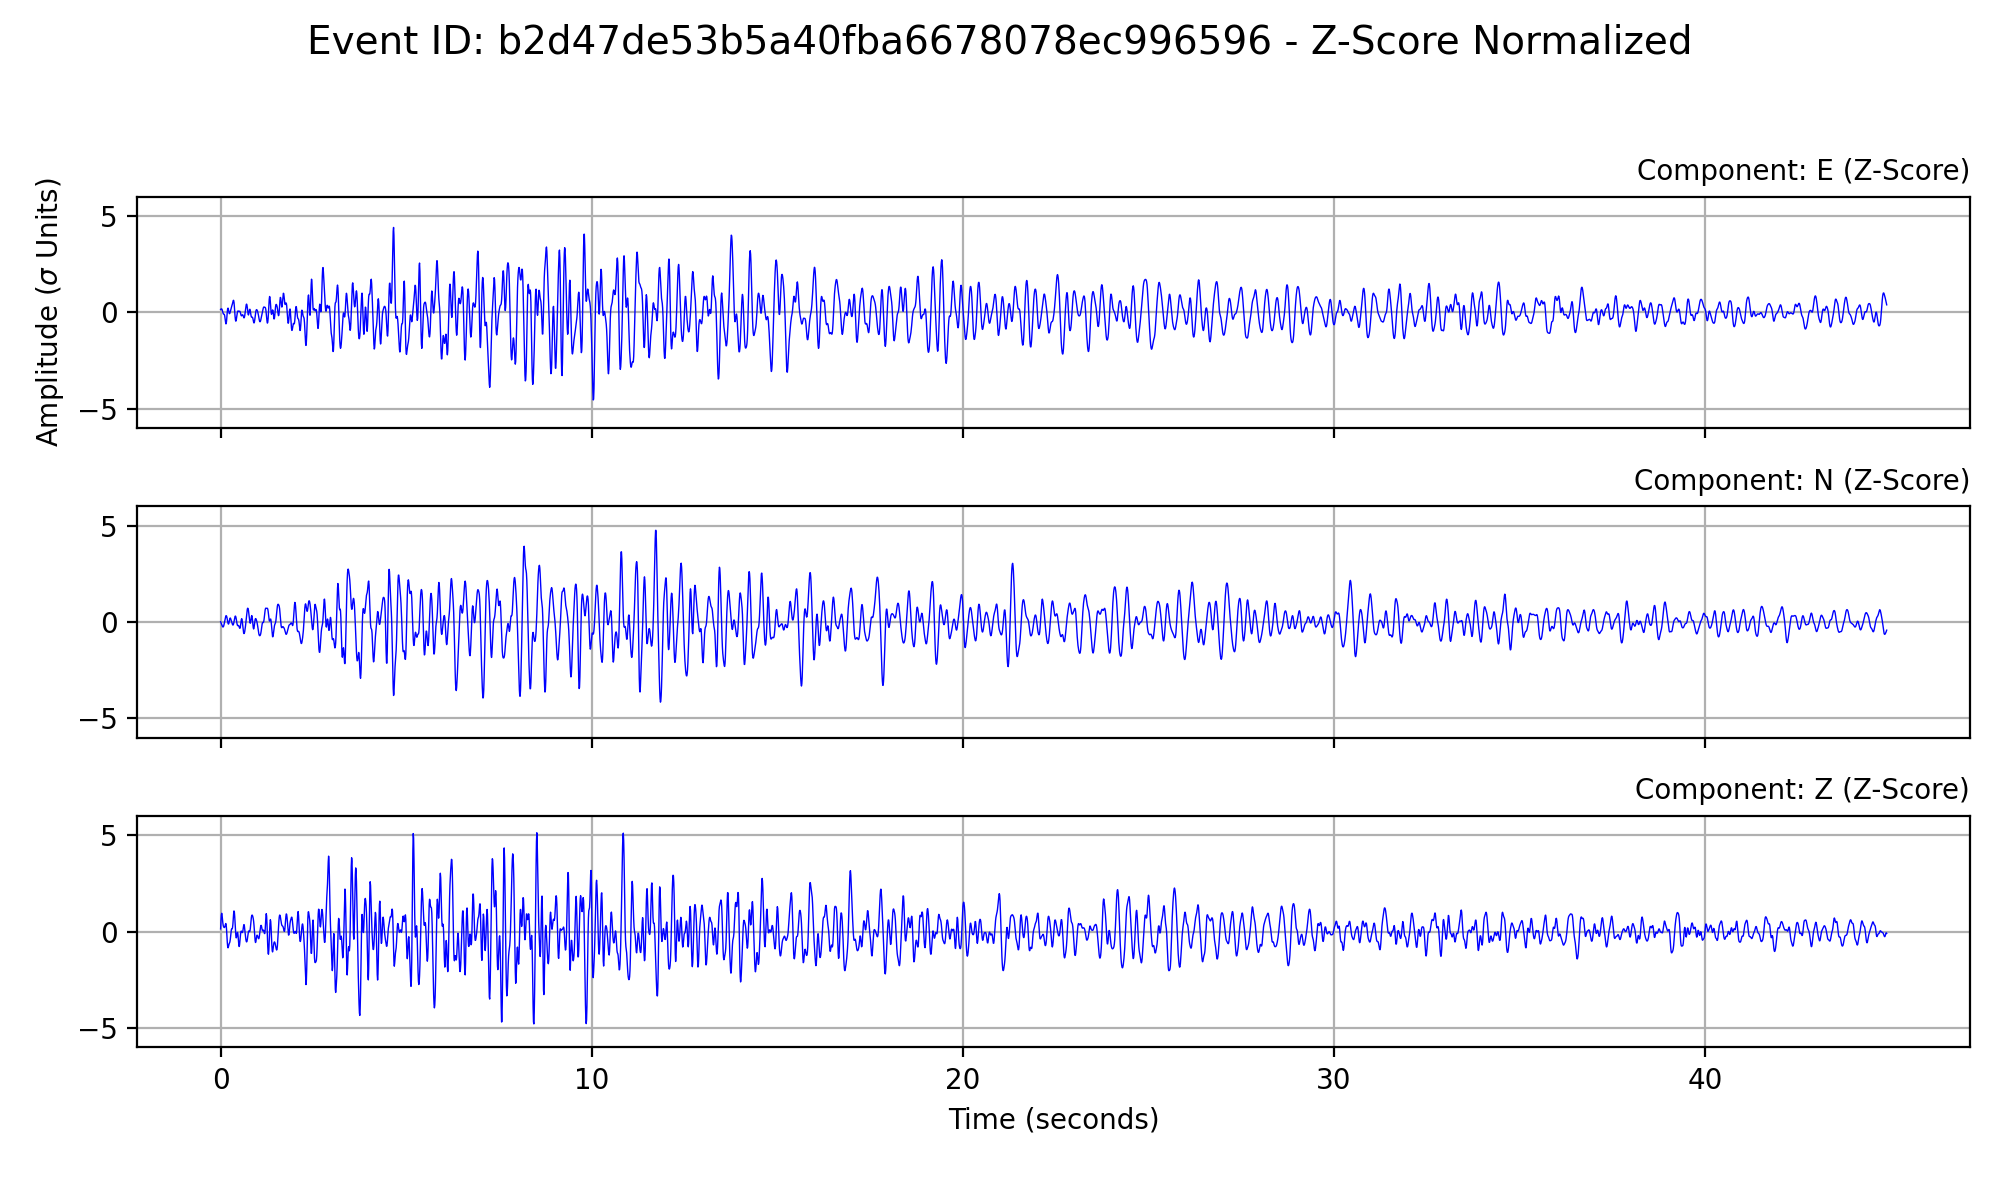 Event ID: b2d47de53b5a40fba6678078ec996596 - Z-Score Normalized
Component: E (Z-Score)
Amplitude (σ Units)
5
0
−5
Component: N (Z-Score)
5
0
−5
Component: Z (Z-Score)
5
0
−5
0 10 20 30 40
Time (seconds)